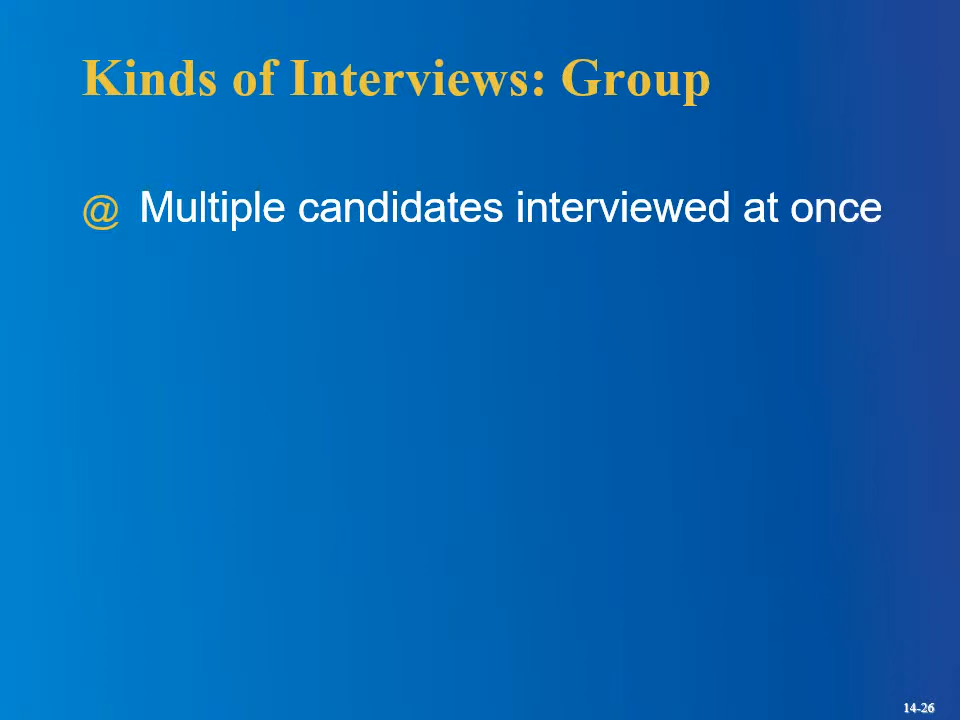 Kinds of Interviews: Group
@ Multiple candidates interviewed at once
14-26